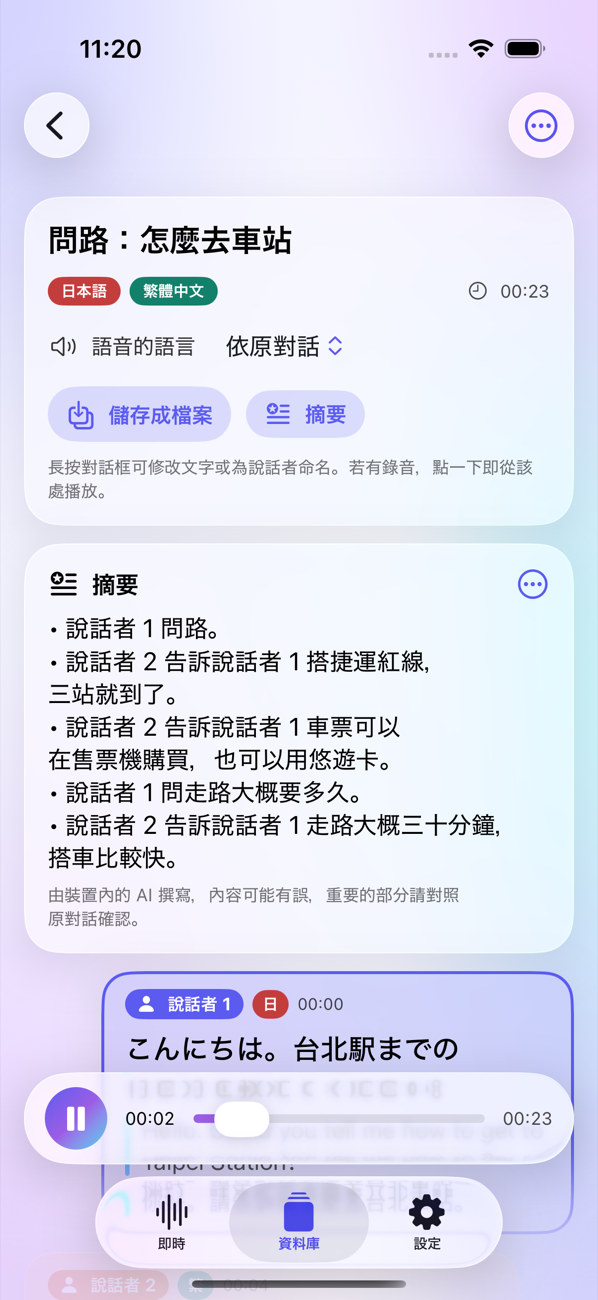 11:20
問路：怎麼去車站
日本語 繁體中文 00:23
語音的語言 依原對話
儲存成檔案 摘要
長按對話框可修改文字或為說話者命名。若有錄音，點一下即從該
處播放。
摘要
• 說話者 1 問路。
• 說話者 2 告訴說話者 1 搭捷運紅線，
三站就到了。
• 說話者 2 告訴說話者 1 車票可以
在售票機購買，也可以用悠遊卡。
• 說話者 1 問走路大概要多久。
• 說話者 2 告訴說話者 1 走路大概三十分鐘，
搭車比較快。
由裝置內的 AI 撰寫，內容可能有誤，重要的部分請對照
原對話確認。
說話者 1 日 00:00
こんにちは。台北駅までの
00:02 00:23
Taipei Station?
即時 資料庫 設定
說話者 2 00:04